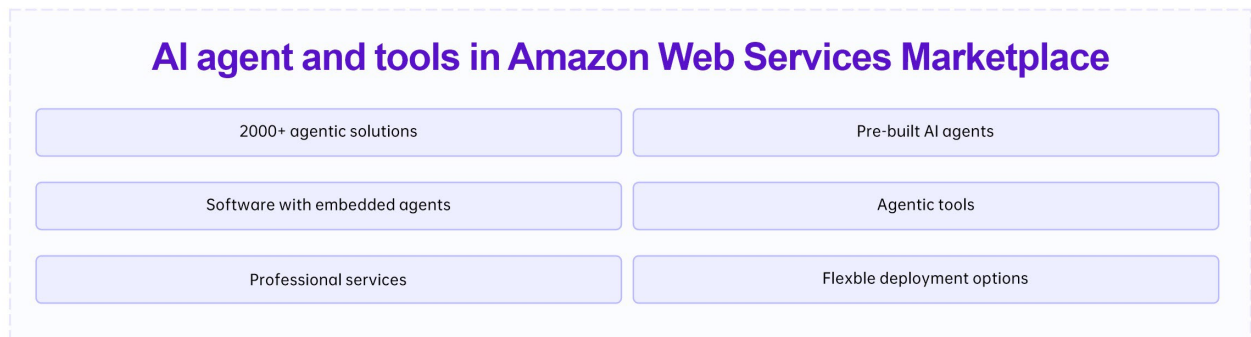 AI agent and tools in Amazon Web Services Marketplace
2000+ agentic solutions
Pre-built AI agents
Software with embedded agents
Agentic tools
Professional services
Flexble deployment options